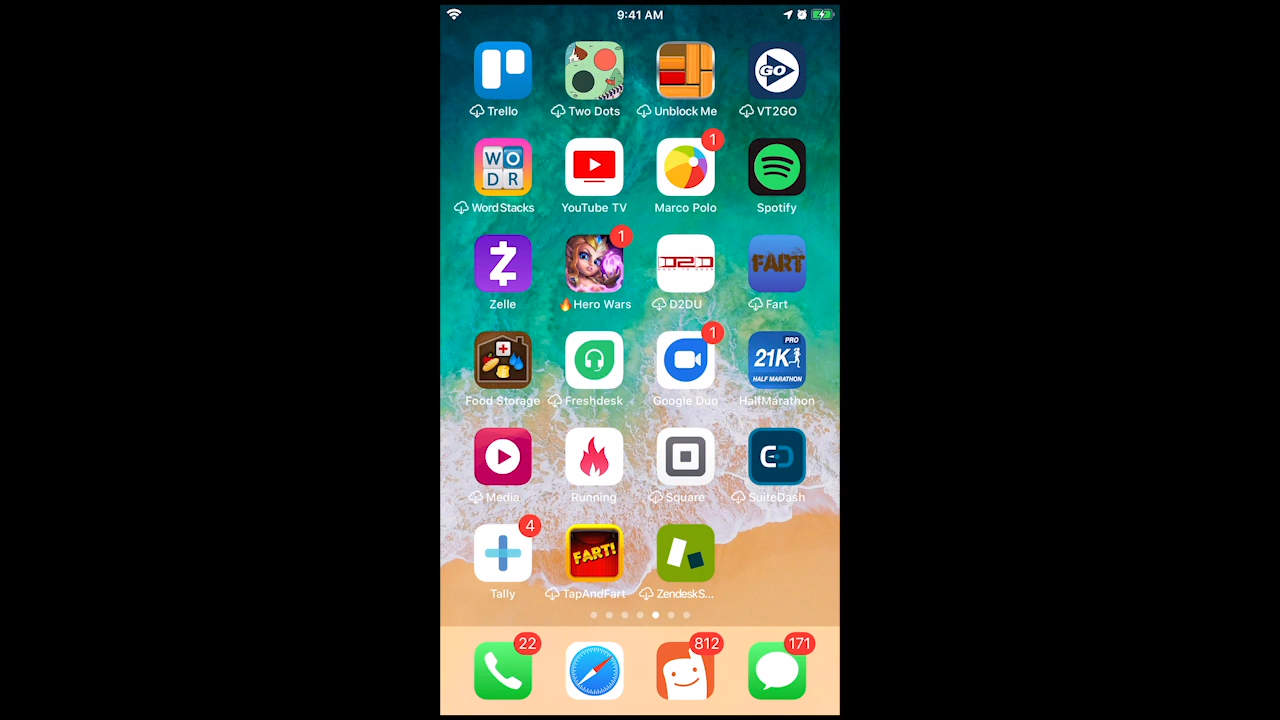 9:41 AM
Trello Two Dots Unblock Me GO VT2GO
W O D R
1
Word Stacks YouTube TV Marco Polo Spotify
1
D2D FART
Zelle 🔥Hero Wars D2DU Fart
1
PRO
21K
HALF MARATHON
Food Storage Freshdesk Google Duo HalfMarathon
Media Running Square SuiteDash
4
FART!
Tally TapAndFart ZendeskS...
22 812 171